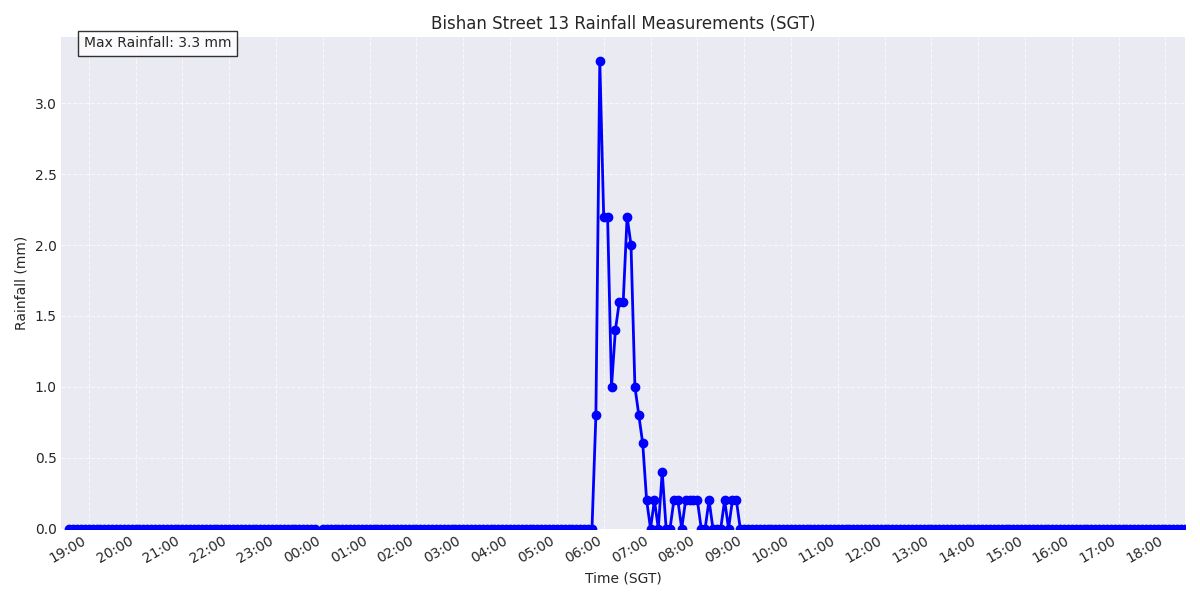 Bishan Street 13 Rainfall Measurements (SGT)
Max Rainfall: 3.3 mm
Rainfall (mm)
3.0
2.5
2.0
1.5
1.0
0.5
0.0
19:00 20:00 21:00 22:00 23:00 00:00 01:00 02:00 03:00 04:00 05:00 06:00 07:00 08:00 09:00 10:00 11:00 12:00 13:00 14:00 15:00 16:00 17:00 18:00
Time (SGT)